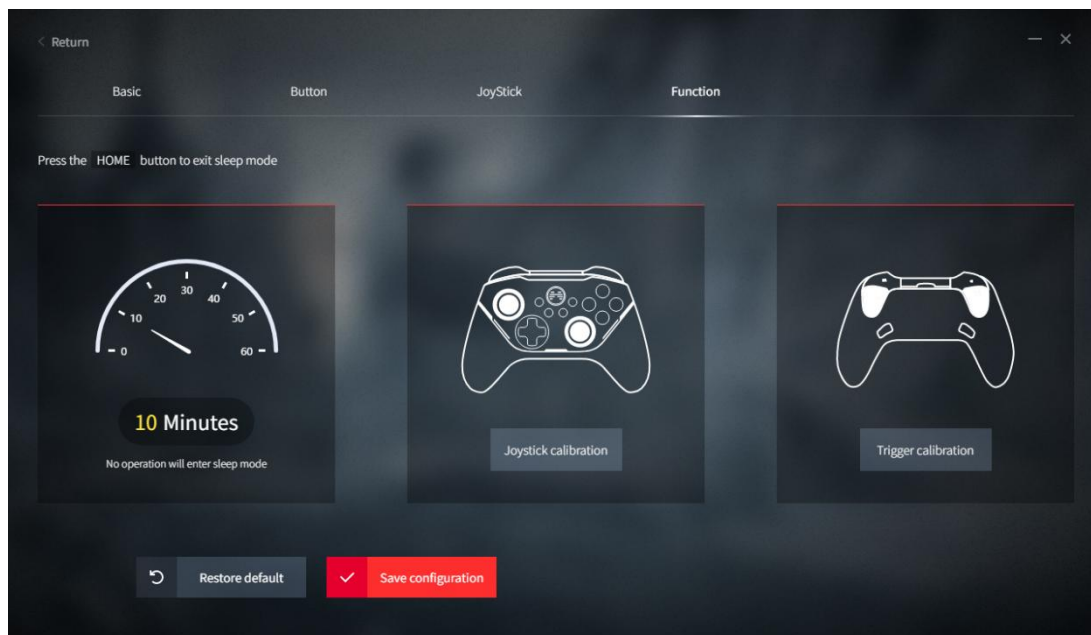 Return
Basic
Button
JoyStick
Function
Press the HOME button to exit sleep mode
0
10
20
30
40
50
60
10 Minutes
No operation will enter sleep mode
Joystick calibration
Trigger calibration
Restore default
Save configuration